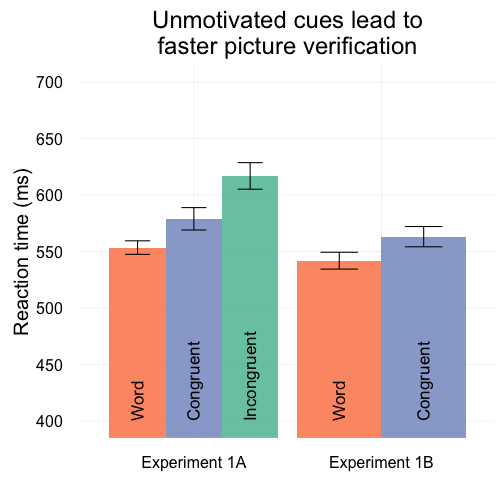 Unmotivated cues lead to
faster picture verification
Reaction time (ms)
700
650
600
550
500
450
400
Word
Congruent
Incongruent
Word
Congruent
Experiment 1A
Experiment 1B